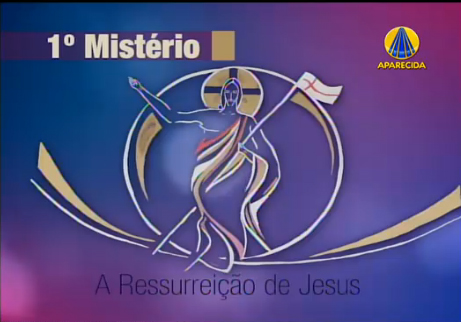 1º Mistério
APARECIDA
A Ressurreição de Jesus